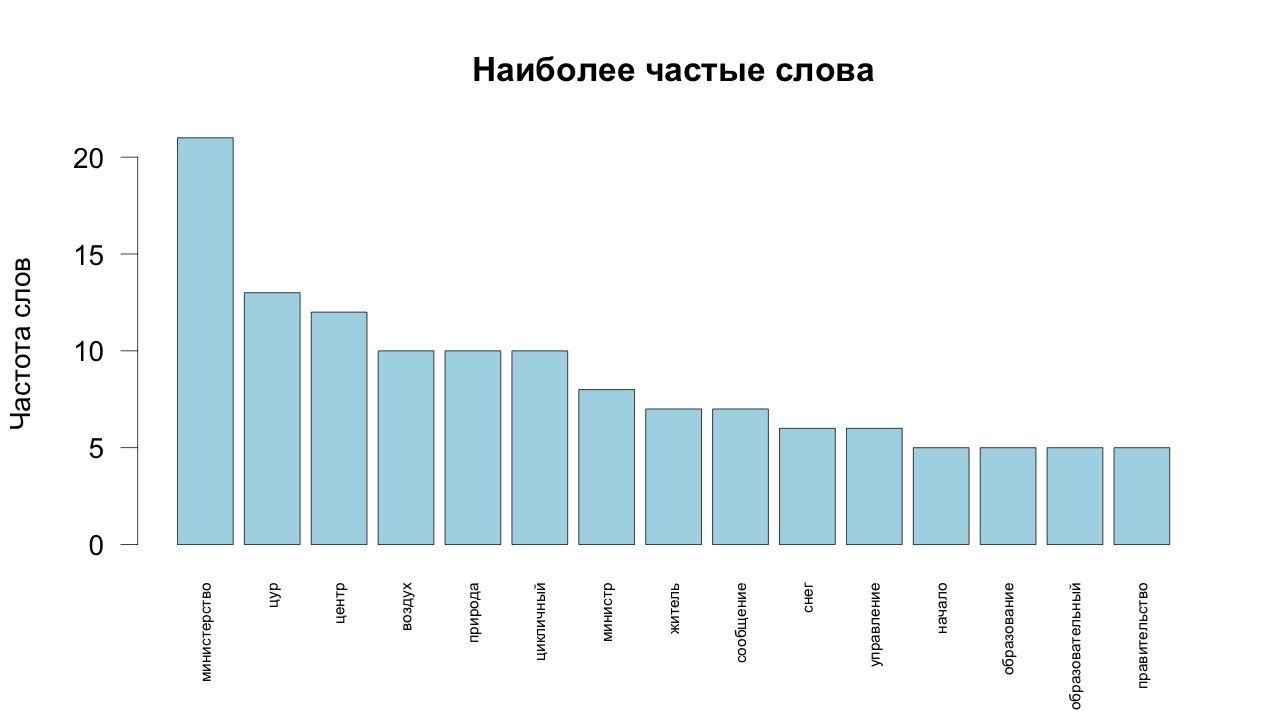 Наиболее частые слова
Частота слов
20
15
10
5
0
министерство
цур
центр
воздух
природа
цикличный
министр
житель
сообщение
снег
управление
начало
образование
образовательный
правительство